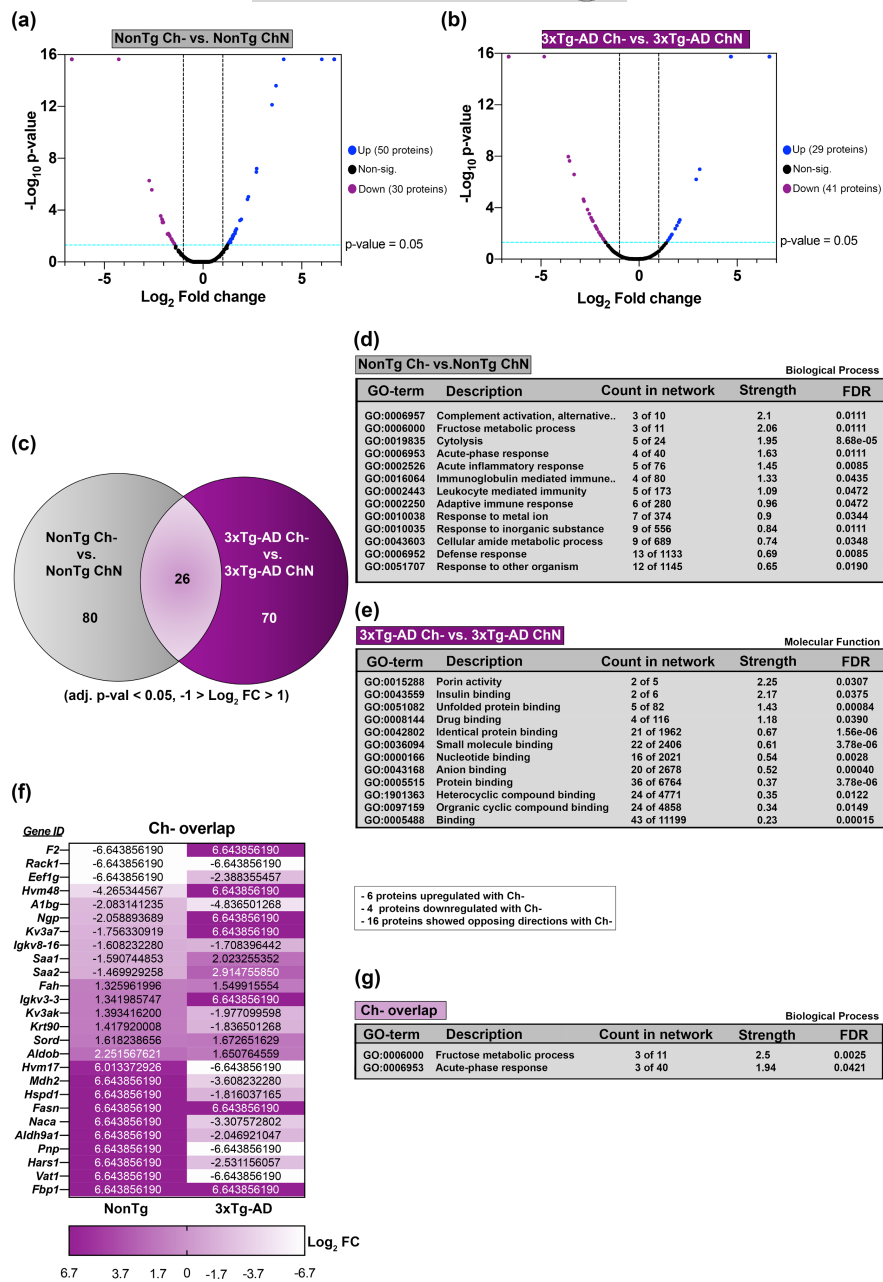 (a)
NonTg Ch- vs. NonTg ChN
16
12
8
4
0
-5
0
5
-Log10 p-value
Log2 Fold change
Up (50 proteins)
Non-sig.
Down (30 proteins)
p-value = 0.05
(b)
3xTg-AD Ch- vs. 3xTg-AD ChN
16
12
8
4
0
-5
0
5
-Log10 p-value
Log2 Fold change
Up (29 proteins)
Non-sig.
Down (41 proteins)
p-value = 0.05
(c)
NonTg Ch-
vs.
NonTg ChN
80
26
3xTg-AD Ch-
vs.
3xTg-AD ChN
70
(adj. p-val < 0.05, -1 > Log2 FC > 1)
(d)
NonTg Ch- vs.NonTg ChN
Biological Process
GO-term Description Count in network Strength FDR
GO:0006957 Complement activation, alternative.. 3 of 10 2.1 0.0111
GO:0006000 Fructose metabolic process 3 of 11 2.06 0.0111
GO:0019835 Cytolysis 5 of 24 1.95 8.68e-05
GO:0006953 Acute-phase response 4 of 40 1.63 0.0111
GO:0002526 Acute inflammatory response 5 of 76 1.45 0.0085
GO:0016064 Immunoglobulin mediated immune.. 4 of 80 1.33 0.0435
GO:0002443 Leukocyte mediated immunity 5 of 173 1.09 0.0472
GO:0002250 Adaptive immune response 6 of 280 0.96 0.0472
GO:0010038 Response to metal ion 7 of 374 0.9 0.0344
GO:0010035 Response to inorganic substance 9 of 556 0.84 0.0111
GO:0043603 Cellular amide metabolic process 9 of 689 0.74 0.0348
GO:0006952 Defense response 13 of 1133 0.69 0.0085
GO:0051707 Response to other organism 12 of 1145 0.65 0.0190
(e)
3xTg-AD Ch- vs. 3xTg-AD ChN
Molecular Function
GO-term Description Count in network Strength FDR
GO:0015288 Porin activity 2 of 5 2.25 0.0307
GO:0043559 Insulin binding 2 of 6 2.17 0.0375
GO:0051082 Unfolded protein binding 5 of 82 1.43 0.00084
GO:0008144 Drug binding 4 of 116 1.18 0.0390
GO:0042802 Identical protein binding 21 of 1962 0.67 1.56e-06
GO:0036094 Small molecule binding 22 of 2406 0.61 3.78e-06
GO:0000166 Nucleotide binding 16 of 2021 0.54 0.0028
GO:0043168 Anion binding 20 of 2678 0.52 0.00040
GO:0005515 Protein binding 36 of 6764 0.37 3.78e-06
GO:1901363 Heterocyclic compound binding 24 of 4771 0.35 0.0122
GO:0097159 Orgranic cyclic compound binding 24 of 4858 0.34 0.0149
GO:0005488 Binding 43 of 11199 0.23 0.00015
- 6 proteins upregulated with Ch-
- 4 proteins downregulated with Ch-
- 16 proteins showed opposing directions with Ch-
(f)
Gene ID Ch- overlap
F2 -6.643856190 6.643856190
Rack1 -6.643856190 -6.643856190
Eef1g -6.643856190 -2.388355457
Hvm48 -4.265344567 6.643856190
A1bg -2.083141235 -4.836501268
Ngp -2.058893689 6.643856190
Kv3a7 -1.756330919 6.643856190
Igkv8-16 -1.608232280 -1.708396442
Saa1 -1.590744853 2.023255352
Saa2 -1.469929258 2.914755850
Fah 1.325961996 1.549915554
Igkv3-3 1.341985747 6.643856190
Kv3ak 1.393416200 -1.977099598
Krt90 1.417920008 -1.836501268
Sord 1.618238656 1.672651629
Aldob 2.251567621 1.650764559
Hvm17 6.013372926 -6.643856190
Mdh2 6.643856190 -3.608232280
Hspd1 6.643856190 -1.816037165
Fasn 6.643856190 6.643856190
Naca 6.643856190 -3.307572802
Aldh9a1 6.643856190 -2.046921047
Pnp 6.643856190 -6.643856190
Hars1 6.643856190 -2.531156057
Vat1 6.643856190 -6.643856190
Fbp1 6.643856190 6.643856190
NonTg 3xTg-AD
Log2 FC
6.7 3.7 1.7 0 -1.7 -3.7 -6.7
(g)
Ch- overlap
Biological Process
GO-term Description Count in network Strength FDR
GO:0006000 Fructose metabolic process 3 of 11 2.5 0.0025
GO:0006953 Acute-phase response 3 of 40 1.94 0.0421